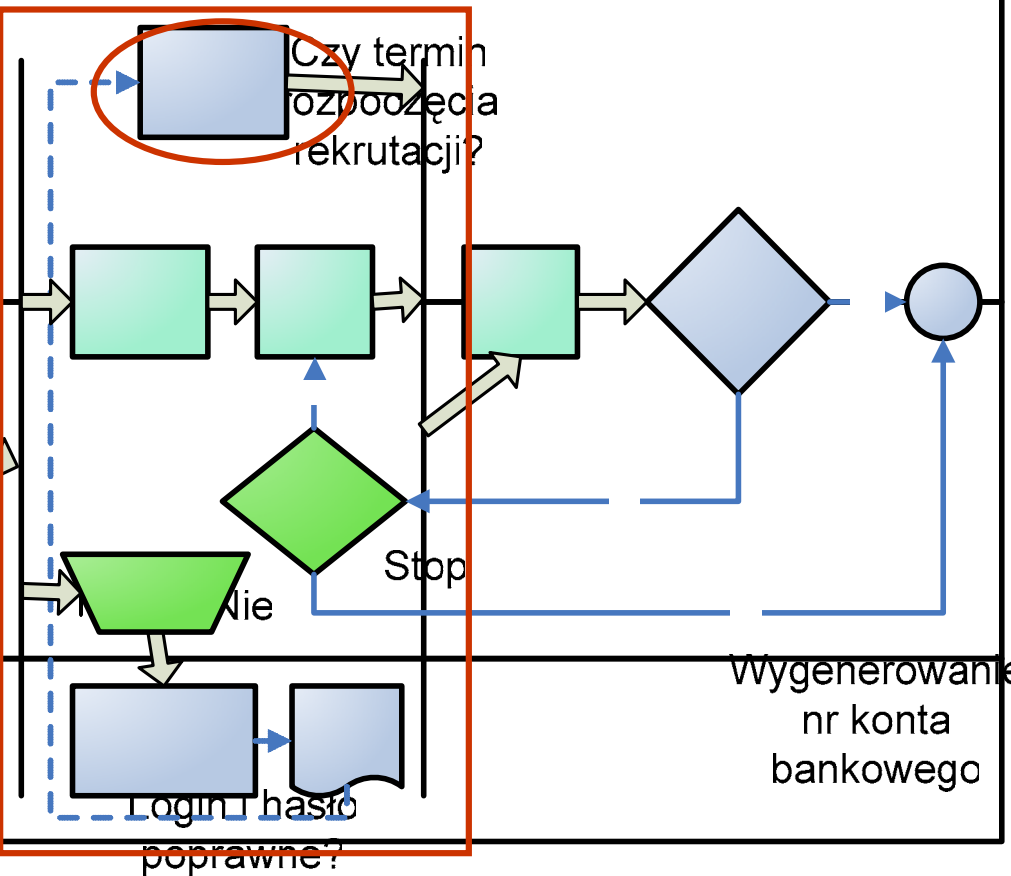 Czy termin
rozpoczęcia
rekrutacji?
Stop
Nie
Wygenerowanie
nr konta
bankowego
Login i hasło
poprawne?